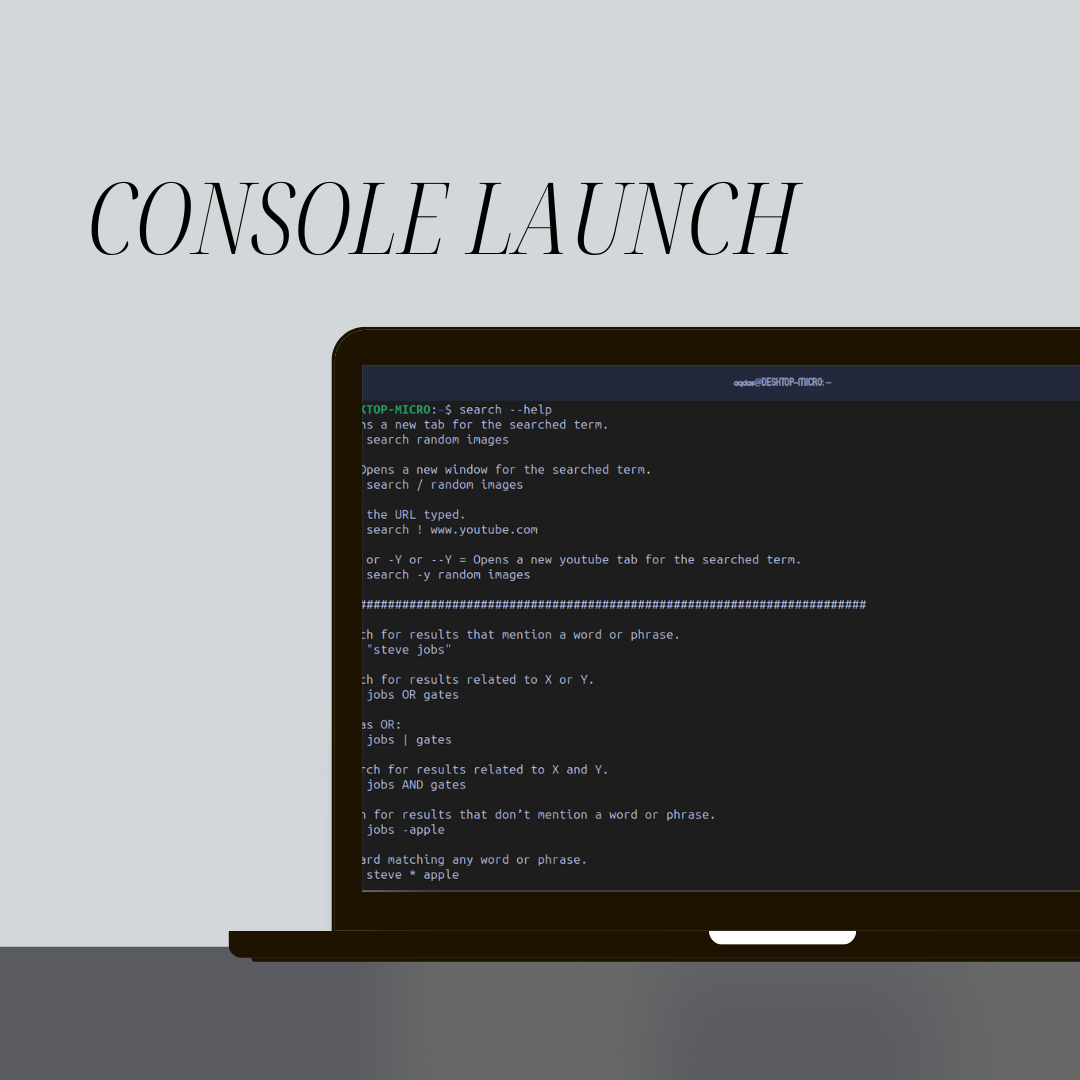 CONSOLE LAUNCH
@DESKTOP-MICRO: ~
KTOP-MICRO:~$ search --help
ns a new tab for the searched term.
search random images
Opens a new window for the searched term.
search / random images
the URL typed.
search ! www.youtube.com
or -Y or --Y = Opens a new youtube tab for the searched term.
search -y random images
#######################################################################
ch for results that mention a word or phrase.
"steve jobs"
ch for results related to X or Y.
jobs OR gates
as OR:
jobs | gates
rch for results related to X and Y.
jobs AND gates
h for results that don’t mention a word or phrase.
jobs -apple
ard matching any word or phrase.
steve * apple